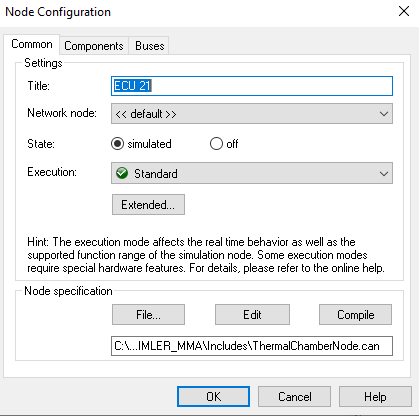 Node Configuration
Common
Components
Buses
Settings
Title:
ECU 21
Network node:
<< default >>
State:
simulated
off
Execution:
Standard
Extended...
Hint: The execution mode affects the real time behavior as well as the
supported function range of the simulation node. Some execution modes
require special hardware features. For details, please refer to the online help.
Node specification
File...
Edit
Compile
C:\...IMLER_MMA\Includes\ThermalChamberNode.can
OK
Cancel
Help